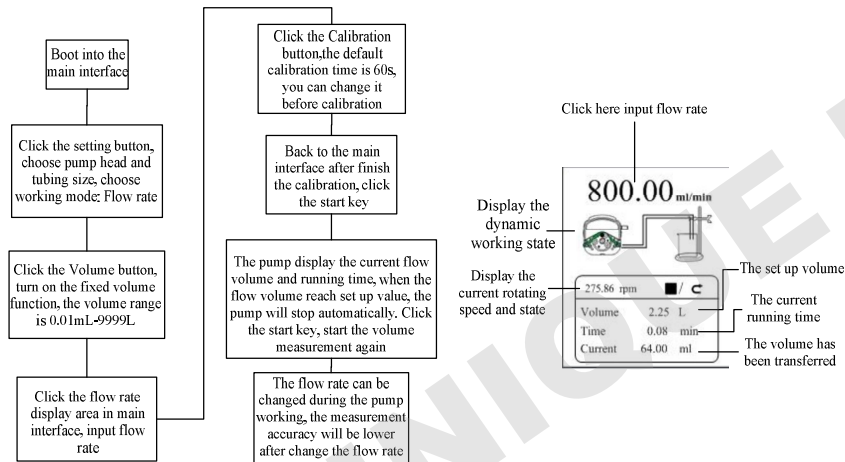 Boot into the
main interface
Click the setting button,
choose pump head and
tubing size, choose
working mode: Flow rate
Click the Volume button,
turn on the fixed volume
function, the volume range
is 0.01mL-9999L
Click the flow rate
display area in main
interface, input flow
rate
Click the Calibration
button,the default
calibration time is 60s,
you can change it
before calibration
Back to the main
interface after finish
the calibration, click
the start key
The pump display the current flow
volume and running time, when the
flow volume reach set up value, the
pump will stop automatically. Click
the start key, start the volume
measurement again
The flow rate can be
changed during the pump
working, the measurement
accuracy will be lower
after change the flow rate
Click here input flow rate
800.00 ml/min
Display the
dynamic
working state
Display the
current rotating
speed and state
275.86 rpm
Volume 2.25 L
Time 0.08 min
Current 64.00 ml
The set up volume
The current
running time
The volume has
been transferred
UNIQUE